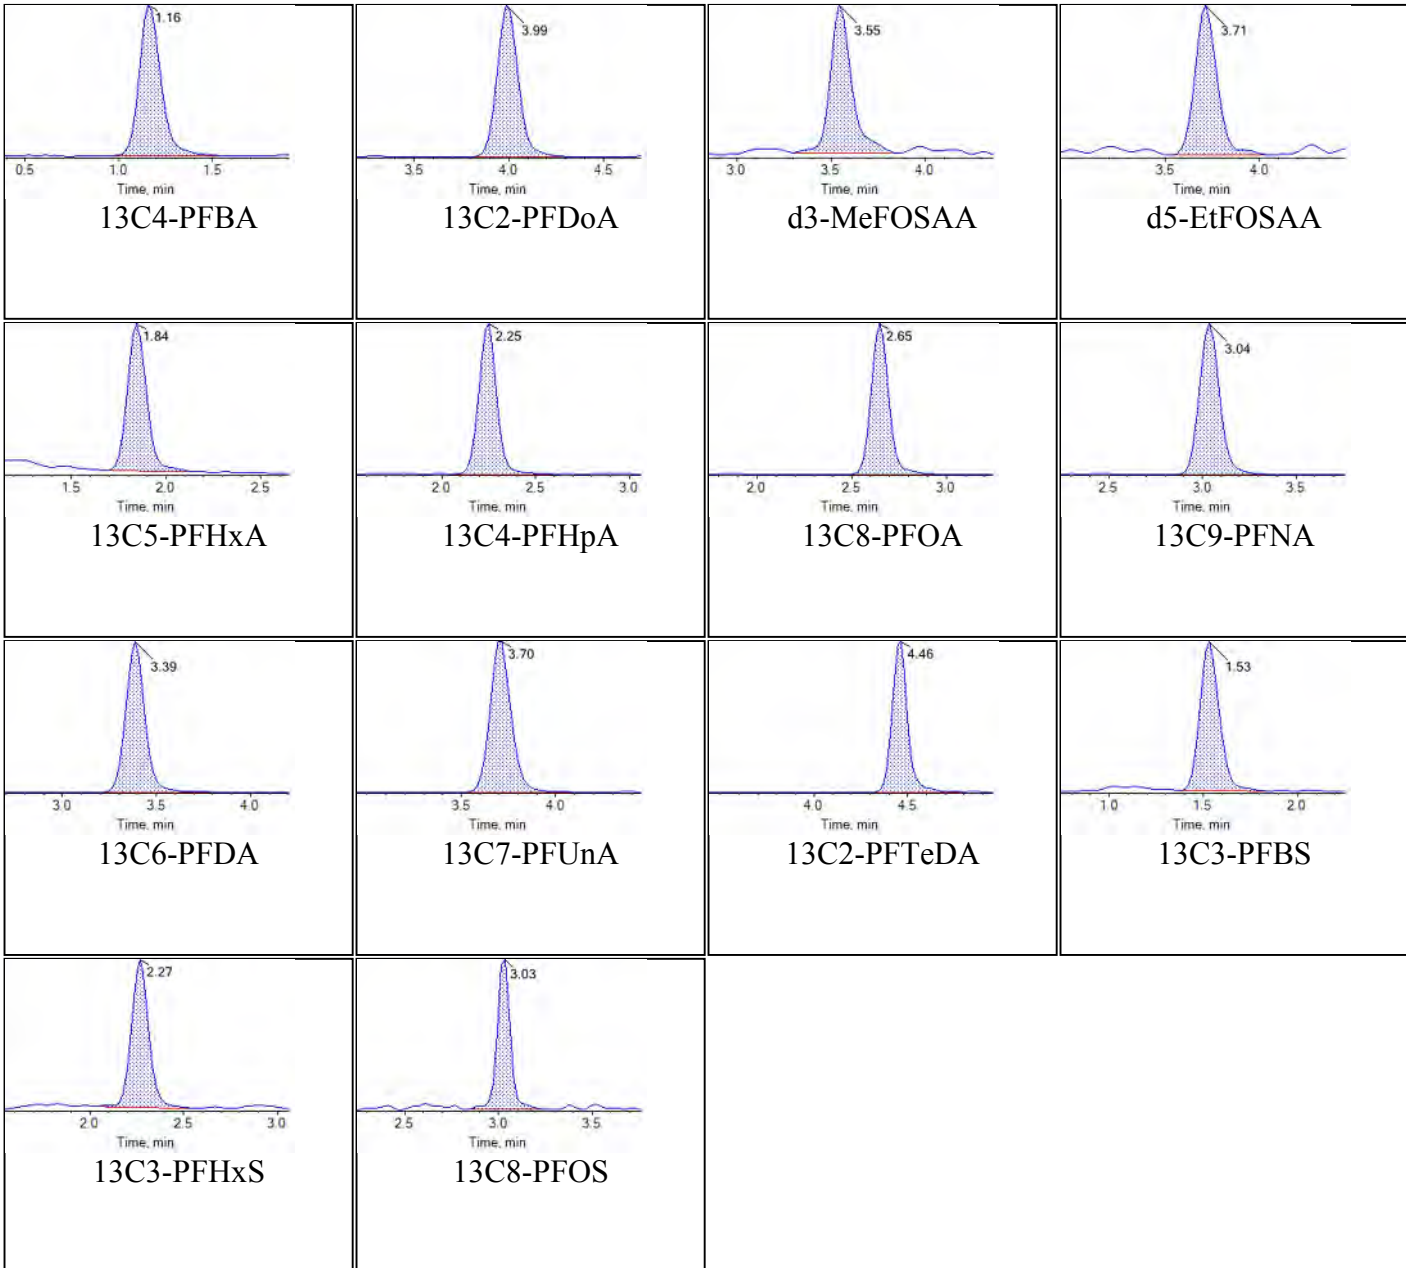 1.16
0.5 1.0 1.5
Time, min
13C4-PFBA
3.99
3.5 4.0 4.5
Time, min
13C2-PFDoA
3.55
3.0 3.5 4.0
Time, min
d3-MeFOSAA
3.71
3.5 4.0
Time, min
d5-EtFOSAA
1.84
1.5 2.0 2.5
Time, min
13C5-PFHxA
2.25
2.0 2.5 3.0
Time, min
13C4-PFHpA
2.65
2.0 2.5 3.0
Time, min
13C8-PFOA
3.04
2.5 3.0 3.5
Time, min
13C9-PFNA
3.39
3.0 3.5 4.0
Time, min
13C6-PFDA
3.70
3.5 4.0
Time, min
13C7-PFUnA
4.46
4.0 4.5
Time, min
13C2-PFTeDA
1.53
1.0 1.5 2.0
Time, min
13C3-PFBS
2.27
2.0 2.5 3.0
Time, min
13C3-PFHxS
3.03
2.5 3.0 3.5
Time, min
13C8-PFOS